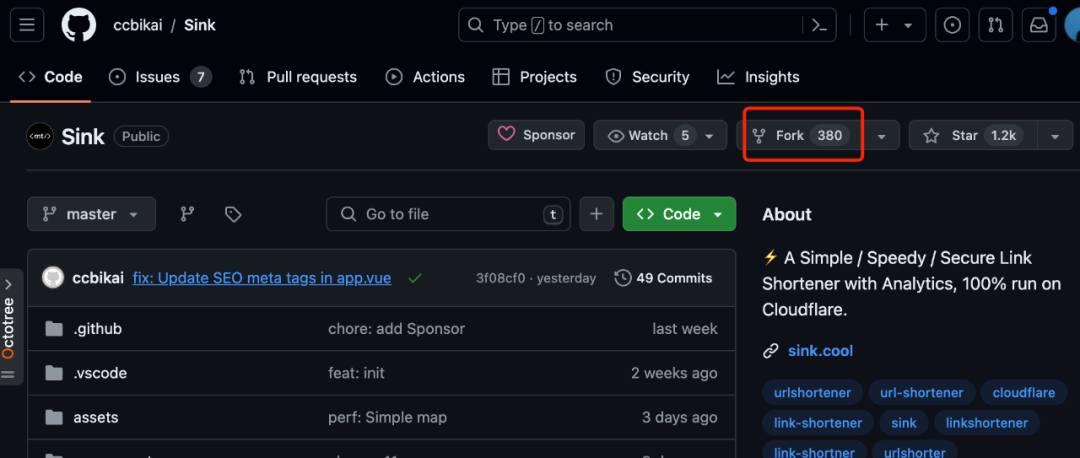 ccbikai / Sink
Type / to search
Code Issues 7 Pull requests Actions Projects Security Insights
<mt/> Sink Public Sponsor Watch 5 Fork 380 Star 1.2k
master Go to file t + Code
About
⚡ A Simple / Speedy / Secure Link
Shortener with Analytics, 100% run on
Cloudflare.
sink.cool
urlshortener url-shortener cloudflare
link-shortener sink linkshortener
link-shortner urlshorter
ccbikai fix: Update SEO meta tags in app.vue 3f08cf0 · yesterday 49 Commits
.github chore: add Sponsor last week
.vscode feat: init 2 weeks ago
assets perf: Simple map 3 days ago
Octotree